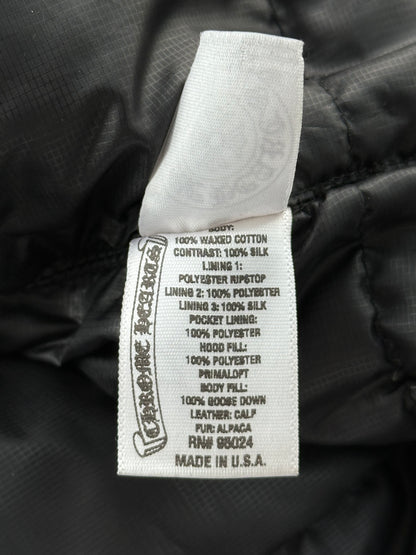 BODY:
100% WAXED COTTON
CONTRAST: 100% SILK
LINING 1:
POLYESTER RIPSTOP
LINING 2: 100% POLYESTER
LINING 3: 100% SILK
POCKET LINING:
100% POLYESTER
HOOD FILL:
100% POLYESTER
PRIMALOFT
BODY FILL:
100% GOOSE DOWN
LEATHER: CALF
FUR: ALPACA
RN# 95024
MADE IN U.S.A.
CHROME HEARTS